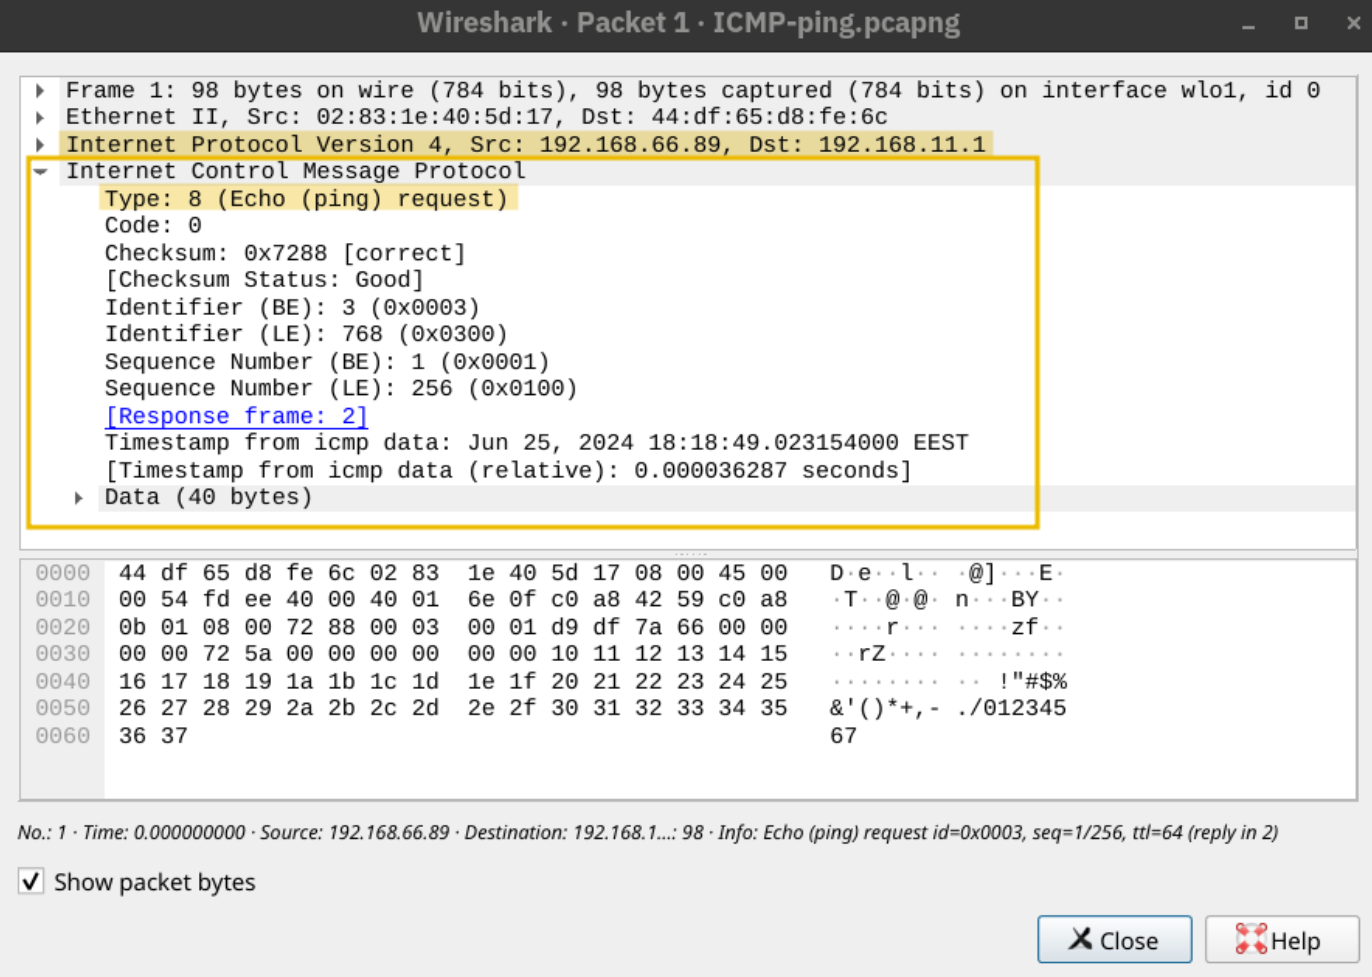 Wireshark · Packet 1 · ICMP-ping.pcapng
Frame 1: 98 bytes on wire (784 bits), 98 bytes captured (784 bits) on interface wlo1, id 0
Ethernet II, Src: 02:83:1e:40:5d:17, Dst: 44:df:65:d8:fe:6c
Internet Protocol Version 4, Src: 192.168.66.89, Dst: 192.168.11.1
Internet Control Message Protocol
Type: 8 (Echo (ping) request)
Code: 0
Checksum: 0x7288 [correct]
[Checksum Status: Good]
Identifier (BE): 3 (0x0003)
Identifier (LE): 768 (0x0300)
Sequence Number (BE): 1 (0x0001)
Sequence Number (LE): 256 (0x0100)
[Response frame: 2]
Timestamp from icmp data: Jun 25, 2024 18:18:49.023154000 EEST
[Timestamp from icmp data (relative): 0.000036287 seconds]
Data (40 bytes)
0000 44 df 65 d8 fe 6c 02 83 1e 40 5d 17 08 00 45 00 D·e··l·· ·@]···E·
0010 00 54 fd ee 40 00 40 01 6e 0f c0 a8 42 59 c0 a8 ·T··@·@· n···BY··
0020 0b 01 08 00 72 88 00 03 00 01 d9 df 7a 66 00 00 ····r··· ····zf··
0030 00 00 72 5a 00 00 00 00 00 00 10 11 12 13 14 15 ··rZ···· ········
0040 16 17 18 19 1a 1b 1c 1d 1e 1f 20 21 22 23 24 25 ········ ·· !"#$%
0050 26 27 28 29 2a 2b 2c 2d 2e 2f 30 31 32 33 34 35 &'()*+,- ./012345
0060 36 37 67
No.: 1 · Time: 0.000000000 · Source: 192.168.66.89 · Destination: 192.168.1...: 98 · Info: Echo (ping) request id=0x0003, seq=1/256, ttl=64 (reply in 2)
Show packet bytes
Close
Help